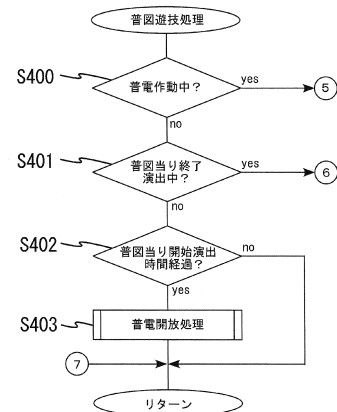 普図遊技処理
S400
普電作動中？
yes
5
no
S401
普図当り終了
演出中？
yes
6
no
S402
普図当り開始演出
時間経過？
no
yes
S403
普電開放処理
7
リターン